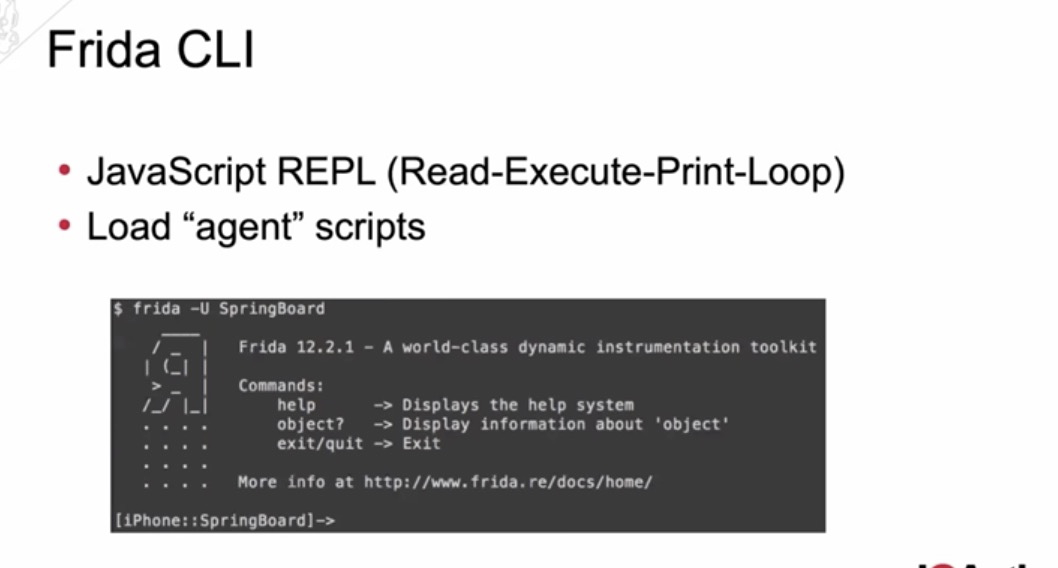 Frida CLI
• JavaScript REPL (Read-Execute-Print-Loop)
• Load “agent” scripts
$ frida -U SpringBoard
Frida 12.2.1 - A world-class dynamic instrumentation toolkit
Commands:
help -> Displays the help system
object? -> Display information about 'object'
exit/quit -> Exit
More info at http://www.frida.re/docs/home/
[iPhone::SpringBoard]->